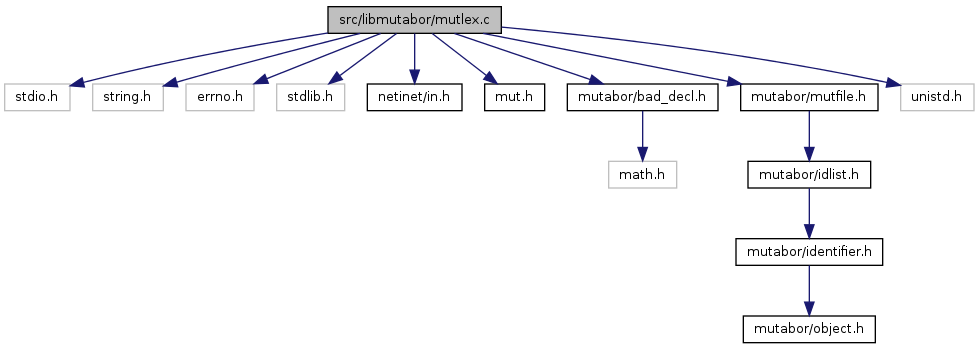 src/libmutabor/mutlex.c
stdio.h
string.h
errno.h
stdlib.h
netinet/in.h
mut.h
mutabor/bad_decl.h
mutabor/mutfile.h
unistd.h
math.h
mutabor/idlist.h
mutabor/identifier.h
mutabor/object.h